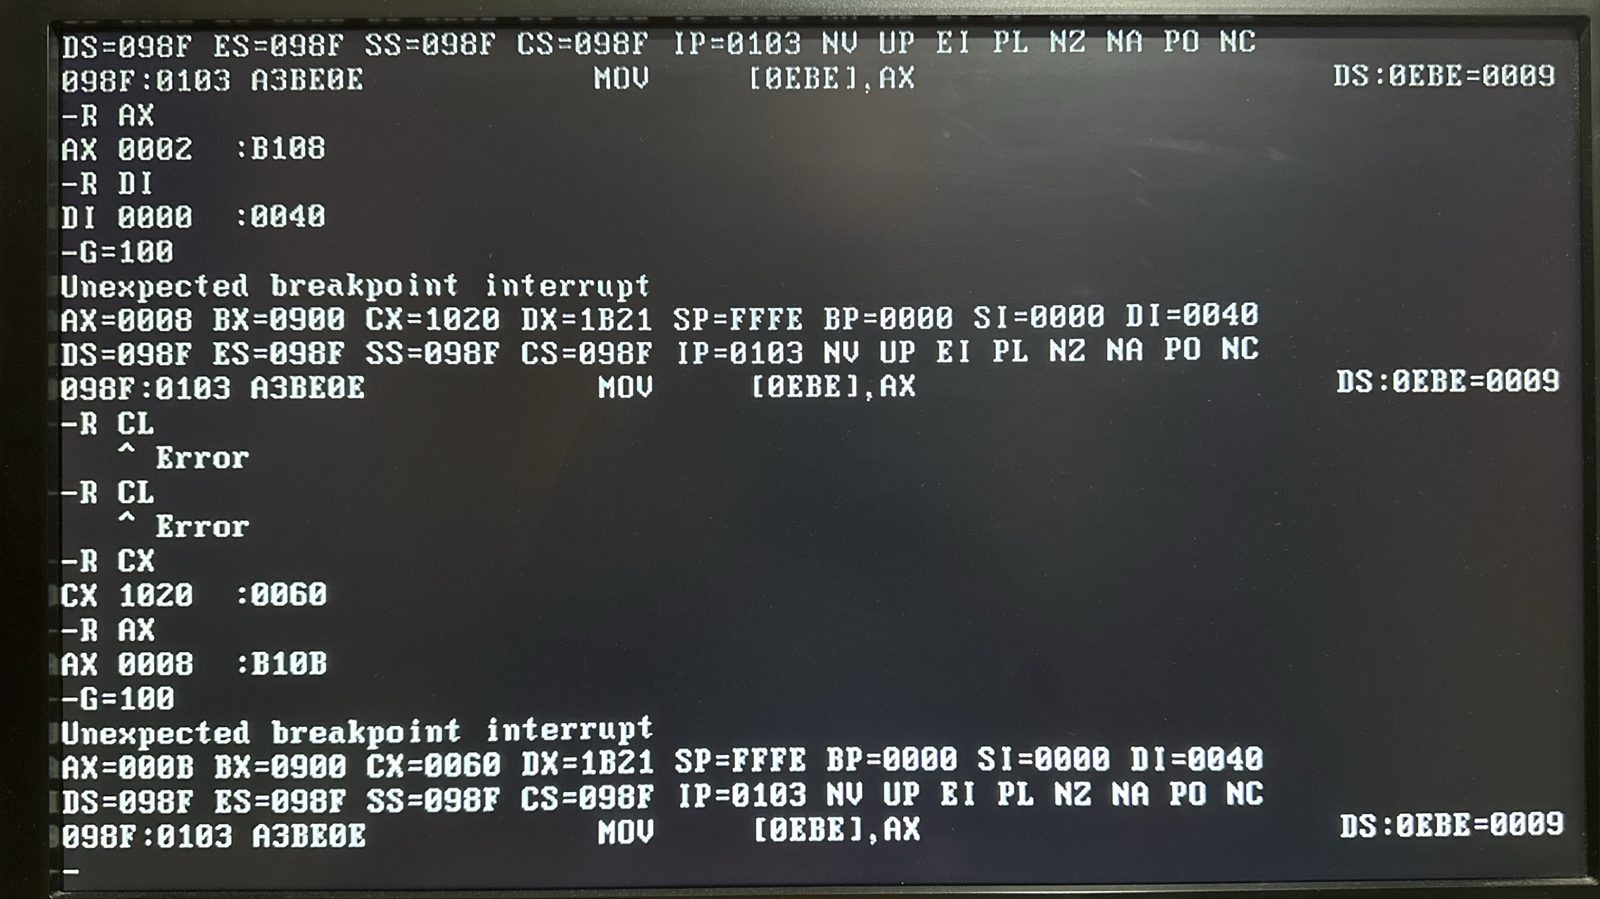 DS=098F ES=098F SS=098F CS=098F IP=0103 NV UP EI PL NZ NA PO NC
098F:0103 A3BE0E MOV [0EBE],AX DS:0EBE=0009
-R AX
AX 0002 :B108
-R DI
DI 0000 :0040
-G=100
Unexpected breakpoint interrupt
AX=0008 BX=0900 CX=1020 DX=1B21 SP=FFFE BP=0000 SI=0000 DI=0040
DS=098F ES=098F SS=098F CS=098F IP=0103 NV UP EI PL NZ NA PO NC
098F:0103 A3BE0E MOV [0EBE],AX DS:0EBE=0009
-R CL
^ Error
-R CL
^ Error
-R CX
CX 1020 :0060
-R AX
AX 0008 :B10B
-G=100
Unexpected breakpoint interrupt
AX=000B BX=0900 CX=0060 DX=1B21 SP=FFFE BP=0000 SI=0000 DI=0040
DS=098F ES=098F SS=098F CS=098F IP=0103 NV UP EI PL NZ NA PO NC
098F:0103 A3BE0E MOV [0EBE],AX DS:0EBE=0009
-